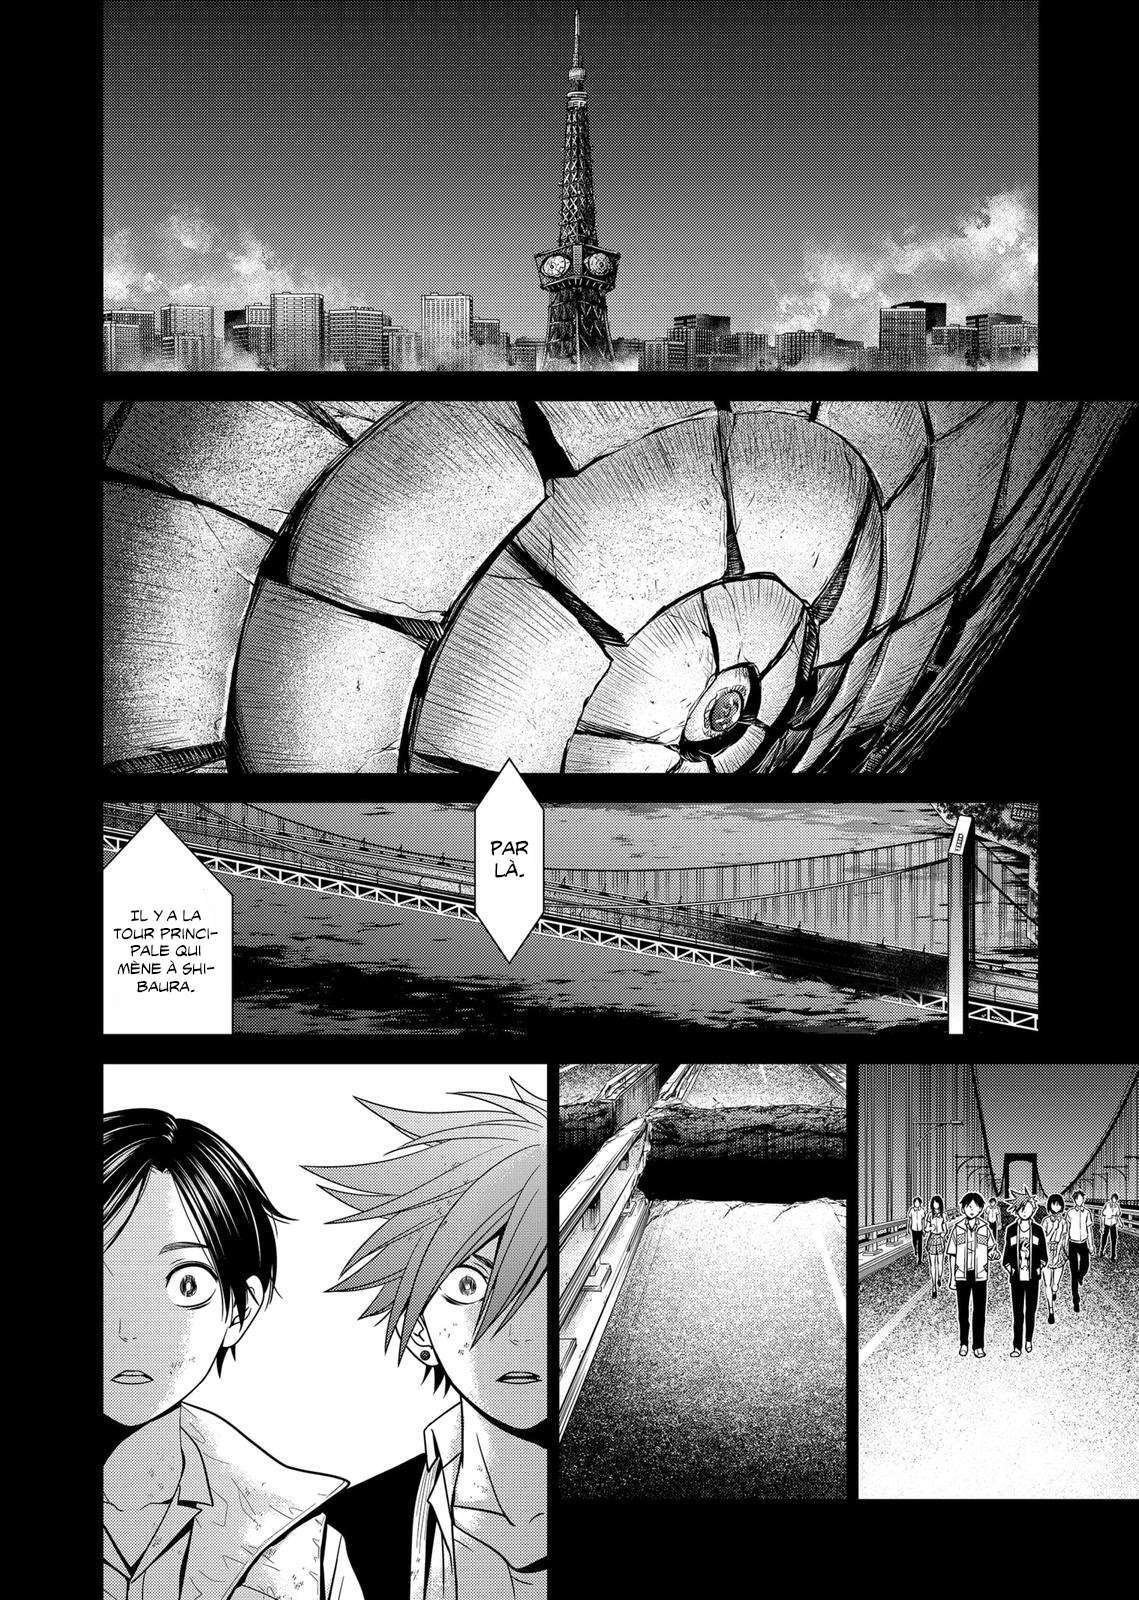 PAR
LÀ.
IL Y A LA
TOUR PRINCI-
PALE QUI
MÈNE À SHI-
BAURA.